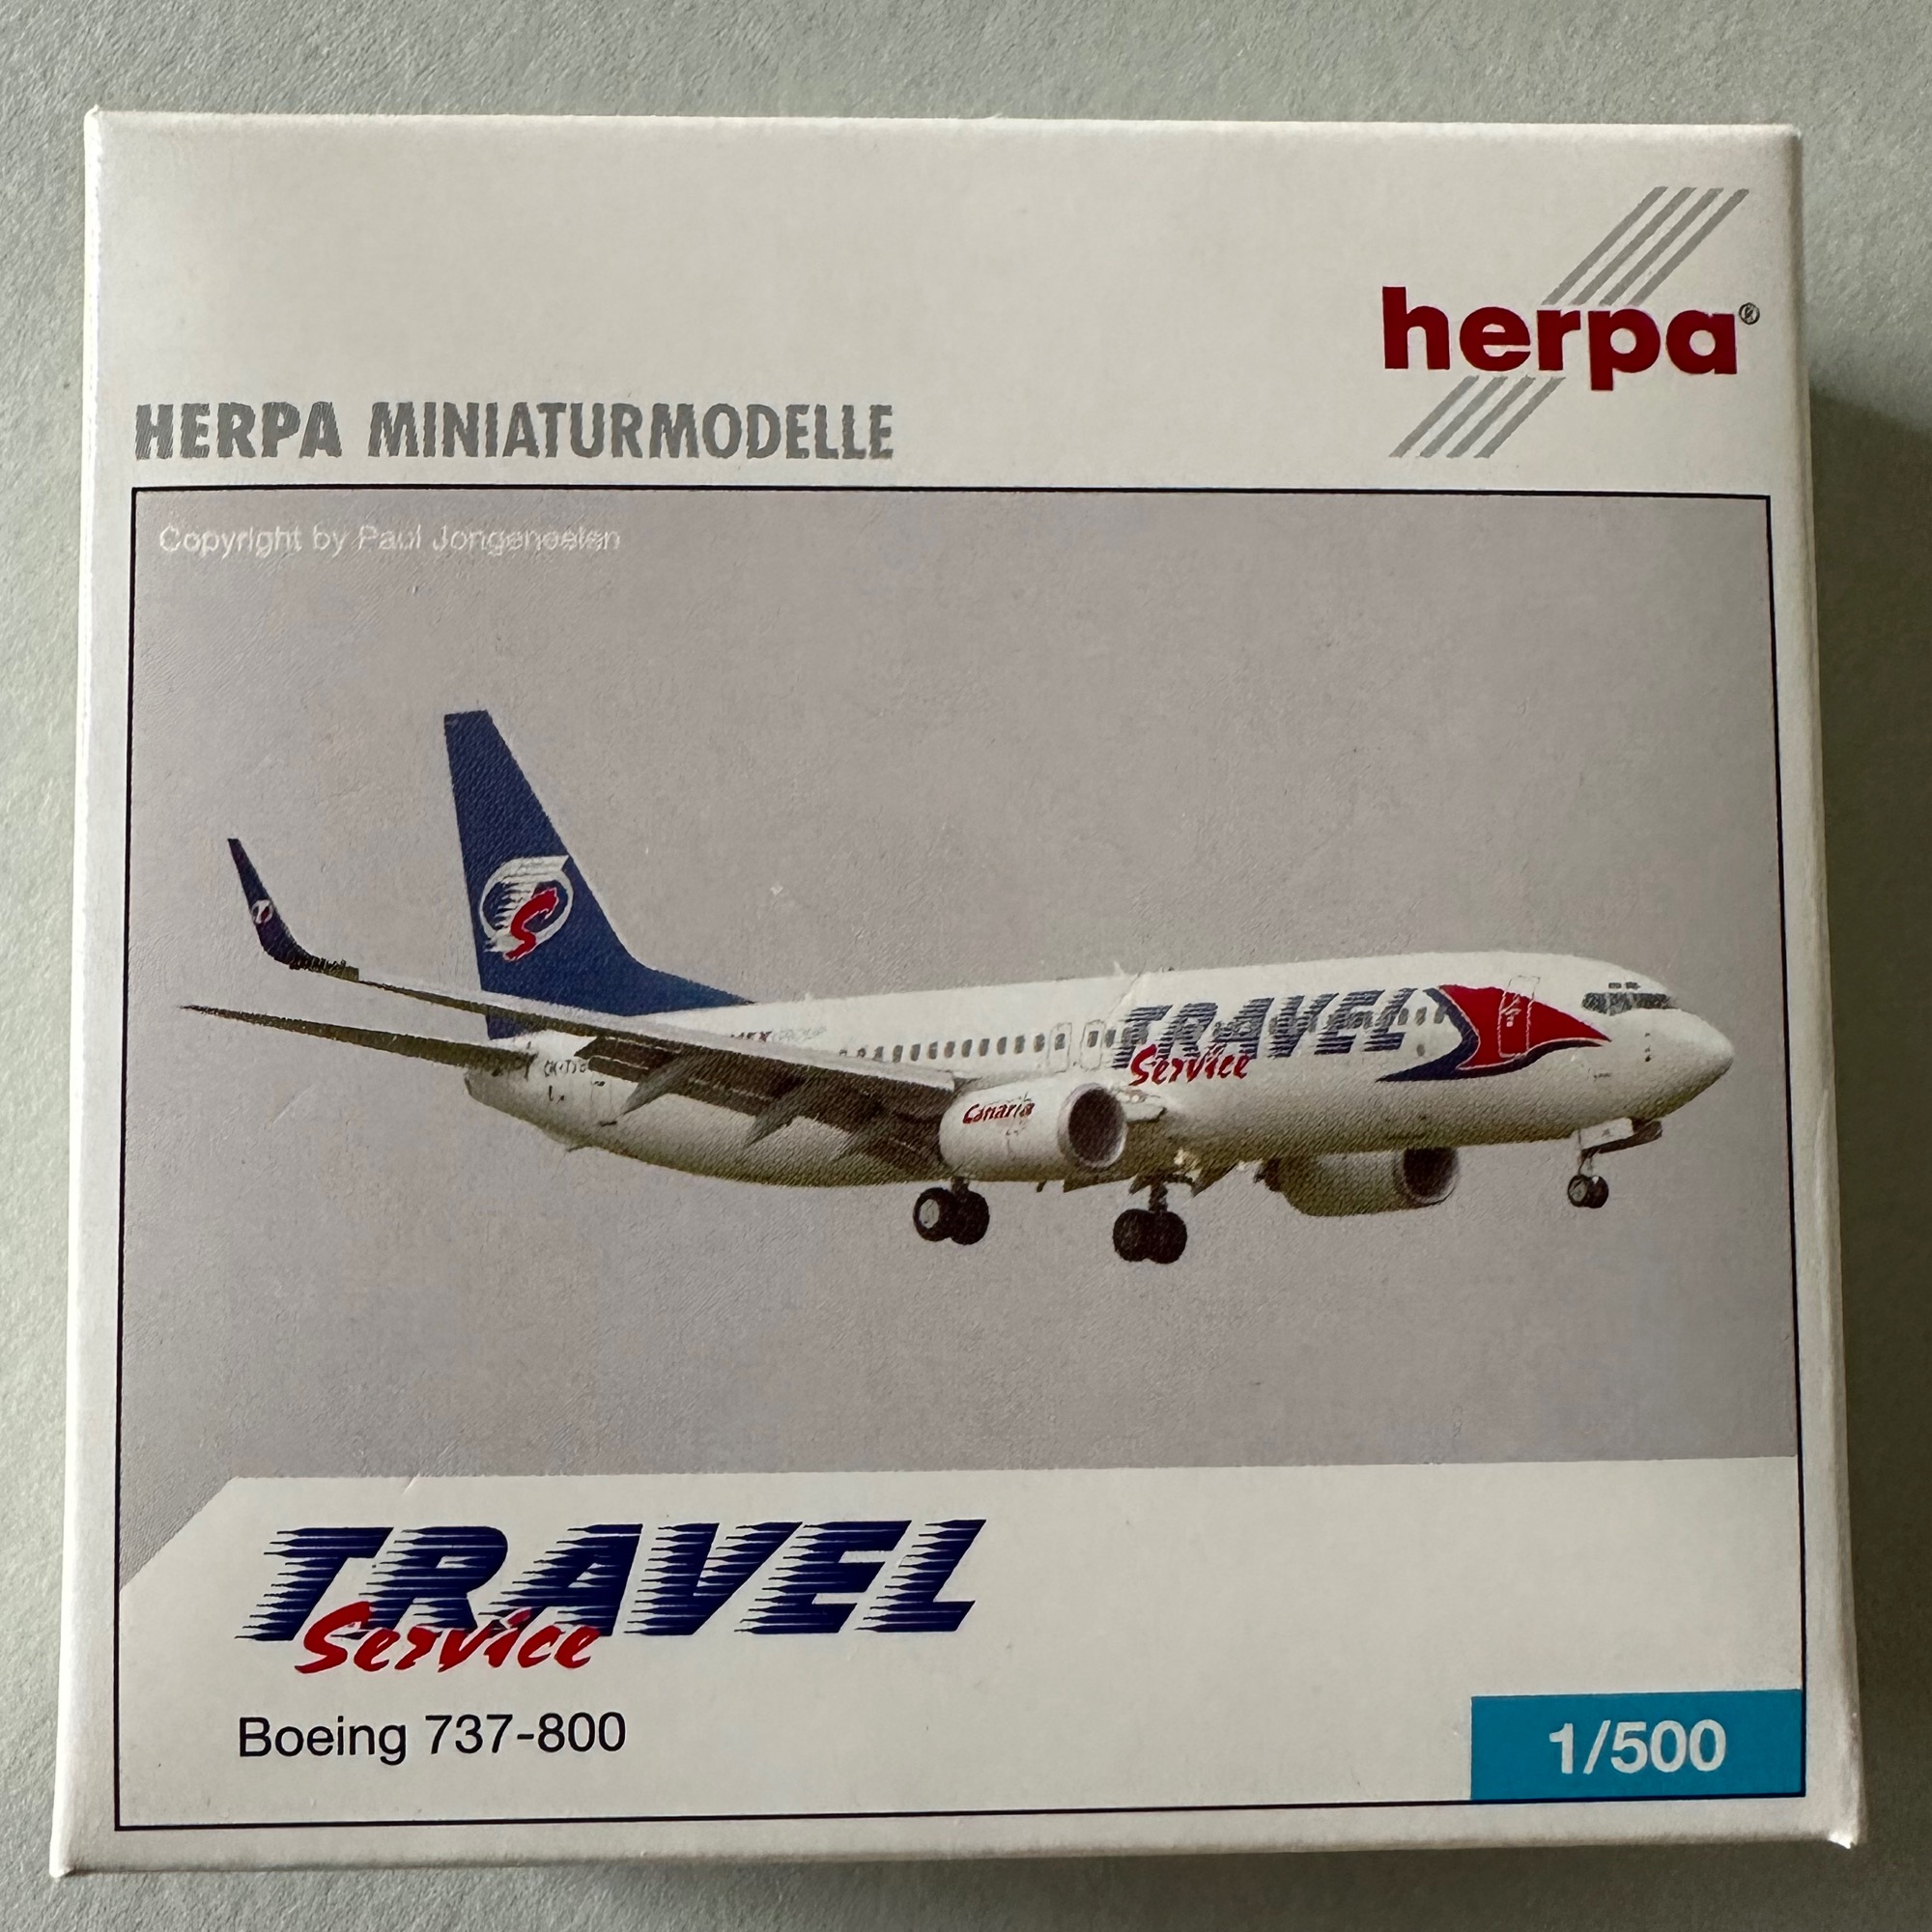 herpa®
HERPA MINIATURMODELLE
Copyright by Paul Jongeneelen
TRAVEL
Service
Canaria
TRAVEL
Service
Boeing 737-800
1/500